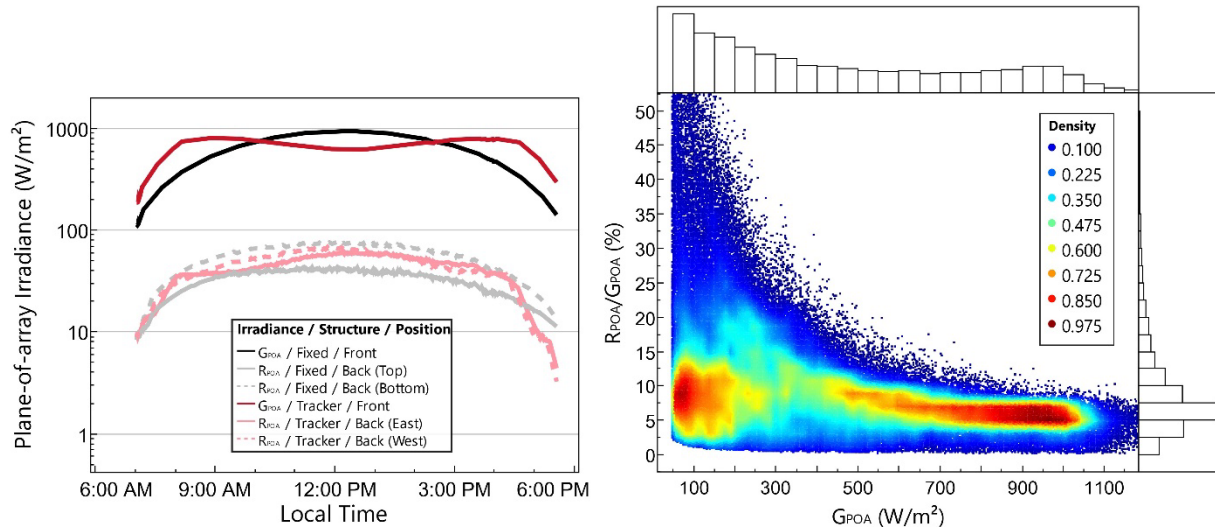 Plane-of-array Irradiance (W/m²)
1000
100
10
1
Irradiance / Structure / Position
GPOA / Fixed / Front
RPOA / Fixed / Back (Top)
RPOA / Fixed / Back (Bottom)
GPOA / Tracker / Front
RPOA / Tracker / Back (East)
RPOA / Tracker / Back (West)
6:00 AM 9:00 AM 12:00 PM 3:00 PM 6:00 PM
Local Time
RPOA/GPOA (%)
50
45
40
35
30
25
20
15
10
5
0
Density
0.100
0.225
0.350
0.475
0.600
0.725
0.850
0.975
100 300 500 700 900 1100
GPOA (W/m²)